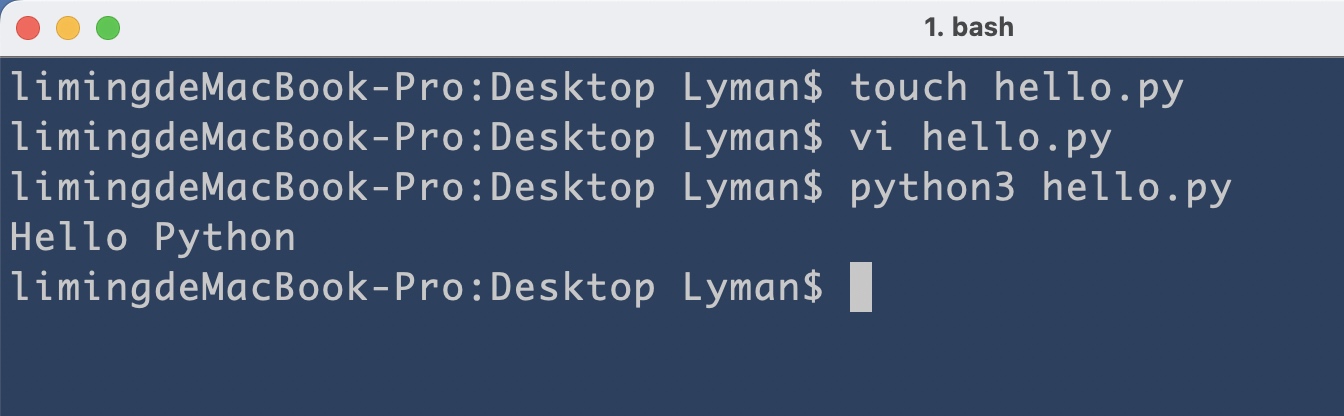 1. bash
limingdeMacBook-Pro:Desktop Lyman$ touch hello.py
limingdeMacBook-Pro:Desktop Lyman$ vi hello.py
limingdeMacBook-Pro:Desktop Lyman$ python3 hello.py
Hello Python
limingdeMacBook-Pro:Desktop Lyman$